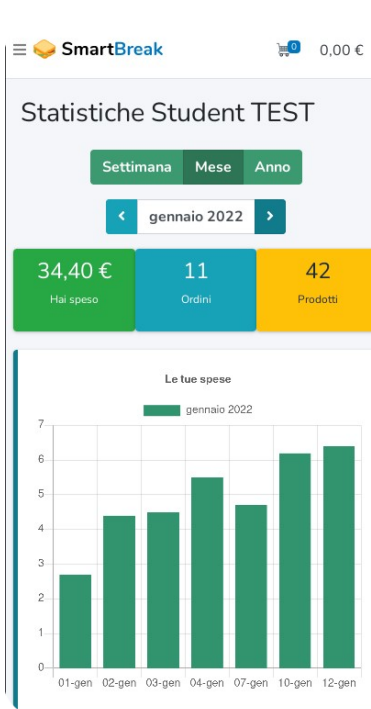 SmartBreak 0 0,00 €
Statistiche Student TEST
Settimana Mese Anno
gennaio 2022
34,40 € 11 42
Hai speso Ordini Prodotti
Le tue spese
gennaio 2022
7
6
5
4
3
2
1
0
01-gen 02-gen 03-gen 04-gen 07-gen 10-gen 12-gen